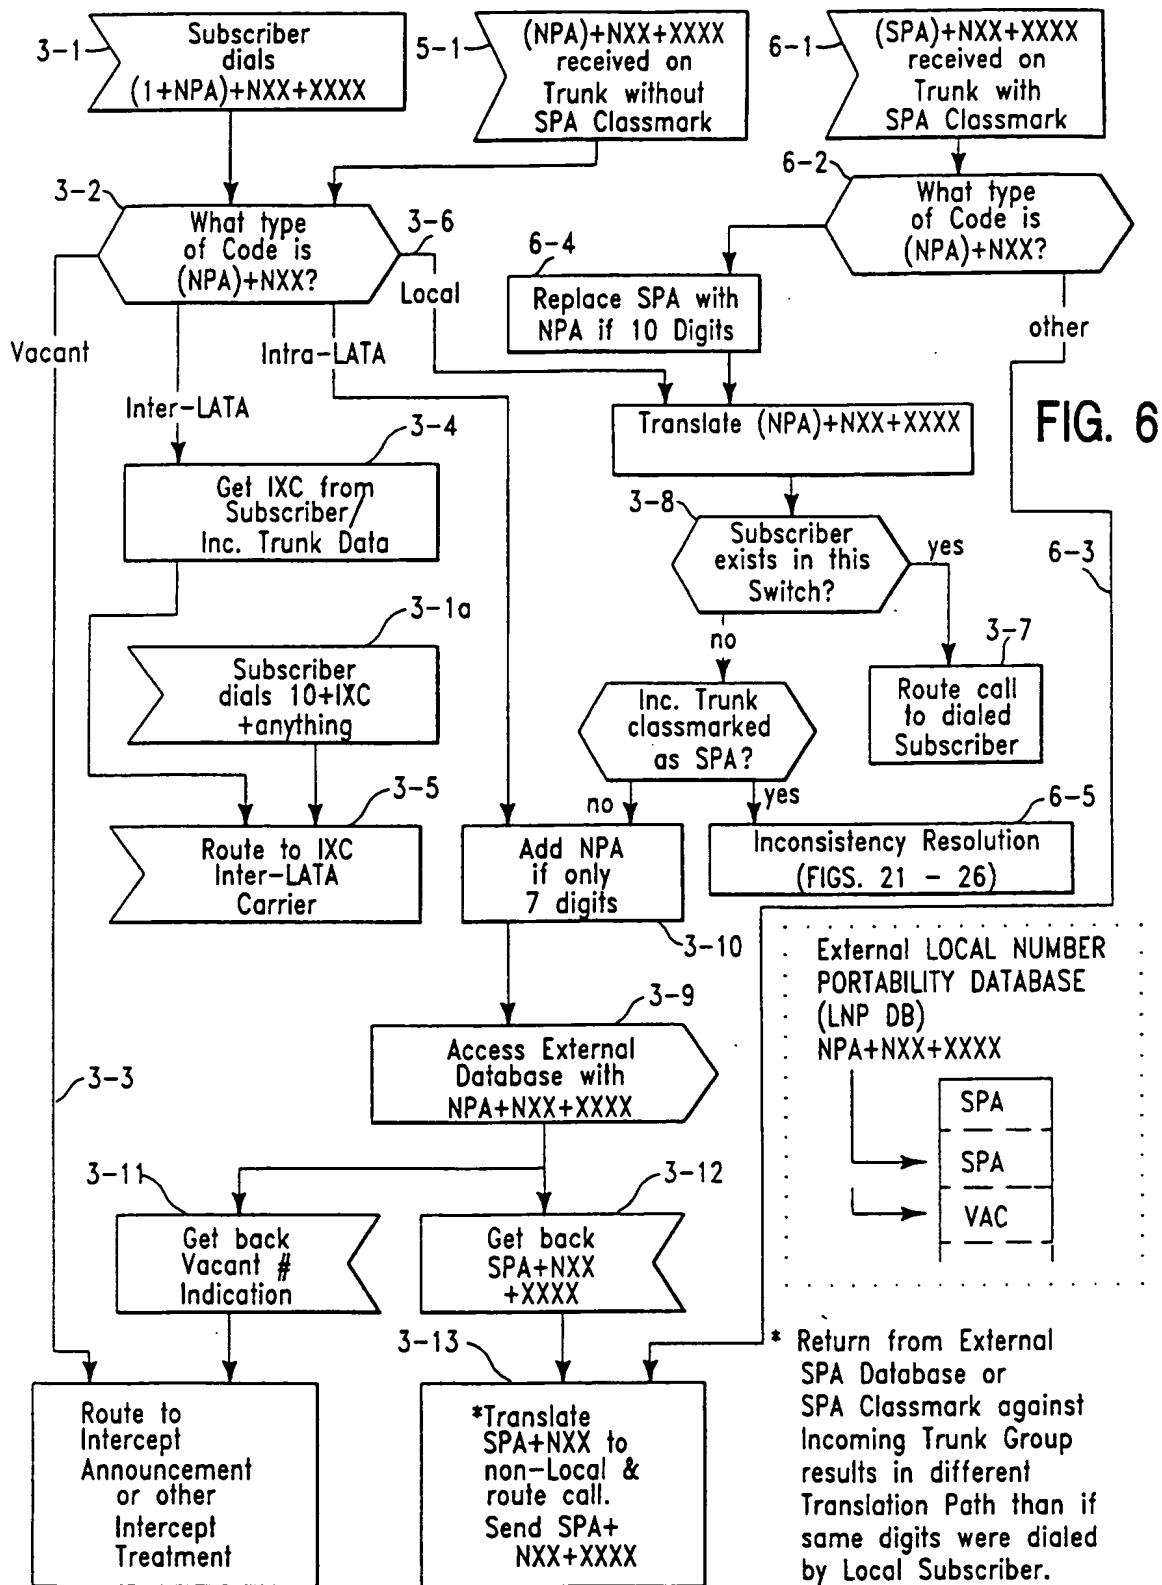 3-1
Subscriber
dials
(1+NPA)+NXX+XXXX
5-1
(NPA)+NXX+XXXX
received on
Trunk without
SPA Classmark
6-1
(SPA)+NXX+XXXX
received on
Trunk with
SPA Classmark
3-2
What type
of Code is
(NPA)+NXX?
3-6
Local
6-2
What type
of Code is
(NPA)+NXX?
6-4
Replace SPA with
NPA if 10 Digits
other
Vacant
Intra-LATA
Inter-LATA
Translate (NPA)+NXX+XXXX
FIG. 6
3-4
Get IXC from
Subscriber/
Inc. Trunk Data
3-8
Subscriber
exists in this
Switch?
yes
6-3
no
3-1a
Subscriber
dials 10+IXC
+anything
3-7
Route call
to dialed
Subscriber
Inc. Trunk
classmarked
as SPA?
no
yes
3-5
Route to IXC
Inter-LATA
Carrier
Add NPA
if only
7 digits
3-10
6-5
Inconsistency Resolution
(FIGS. 21 - 26)
External LOCAL NUMBER
PORTABILITY DATABASE
(LNP DB)
NPA+NXX+XXXX
SPA
SPA
VAC
3-9
Access External
Database with
NPA+NXX+XXXX
3-3
3-11
Get back
Vacant #
Indication
3-12
Get back
SPA+NXX
+XXXX
3-13
Route to
Intercept
Announcement
or other
Intercept
Treatment
*Translate
SPA+NXX to
non-Local &
route call.
Send SPA+
NXX+XXXX
* Return from External
SPA Database or
SPA Classmark against
Incoming Trunk Group
results in different
Translation Path than if
same digits were dialed
by Local Subscriber.